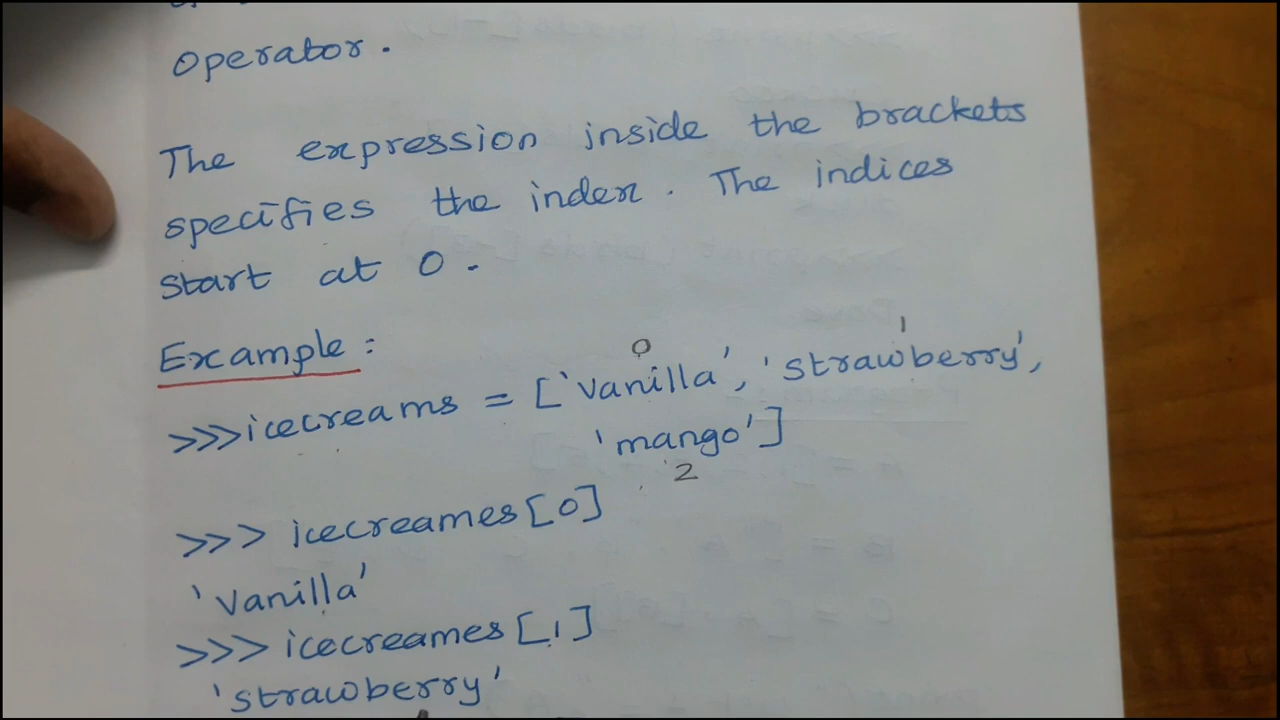 operator.
The expression inside the brackets
specifies the index. The indices
start at 0.
Example:
0 1
>>>icecreams = ['vanilla', 'strawberry',
'mango']
2
>>> icecreames[0]
'vanilla'
>>> icecreames[1]
'strawberry'